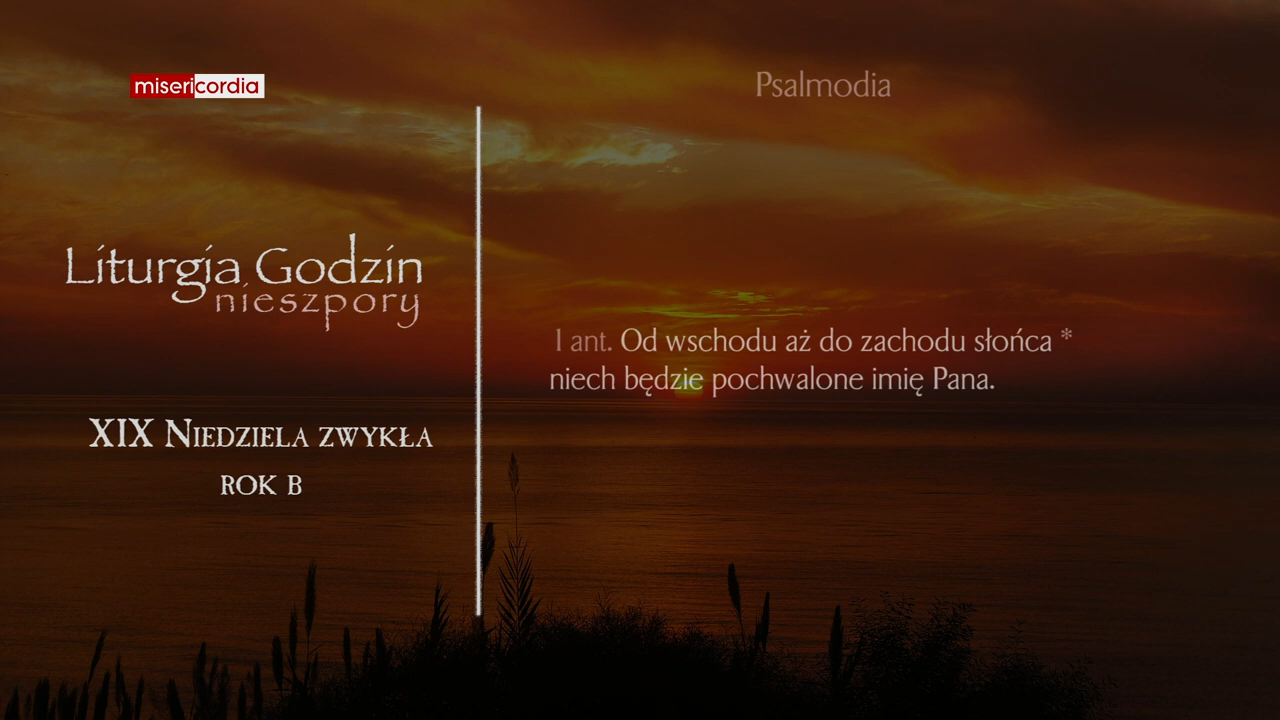 misericordia
Psalmodia
Liturgia Godzin
nieszpory
1 ant. Od wschodu aż do zachodu słońca *
niech będzie pochwalone imię Pana.
XIX Niedziela zwykła
rok B